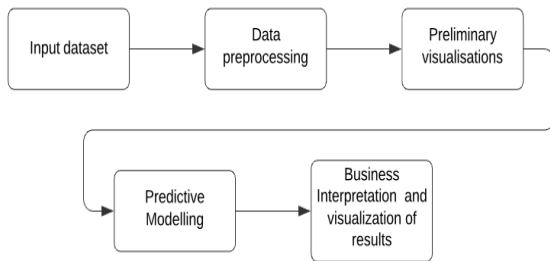 Input dataset
Data
preprocessing
Preliminary
visualisations
Predictive
Modelling
Business
Interpretation and
visualization of
results